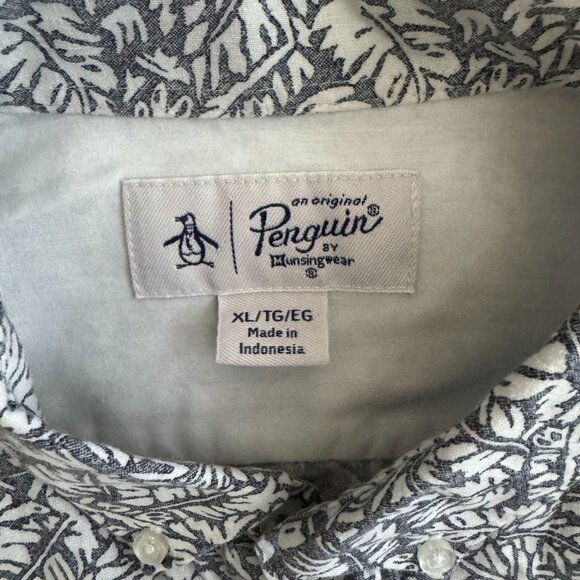 an original
Penguin®
BY
Munsingwear
®
XL/TG/EG
Made in
Indonesia